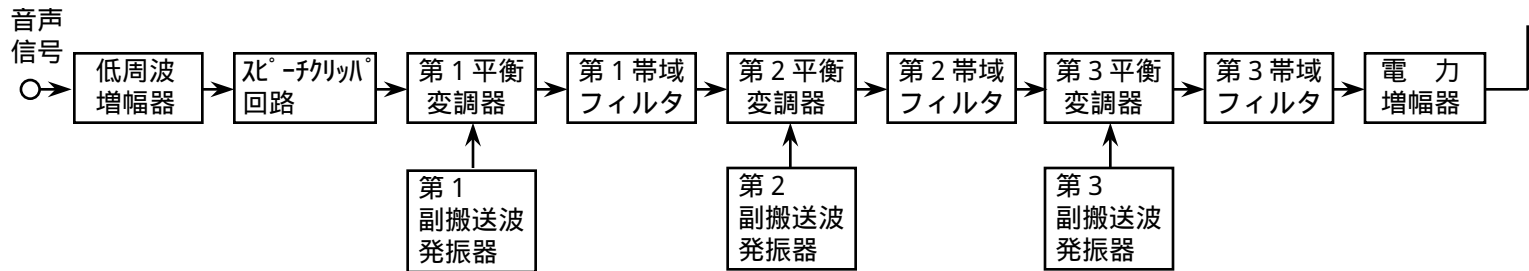 音声
信号
低周波
増幅器
ｽﾋﾟｰﾁｸﾘｯﾊﾟ
回路
第１平衡
変調器
第１帯域
フィルタ
第２平衡
変調器
第２帯域
フィルタ
第３平衡
変調器
第３帯域
フィルタ
電　力
増幅器
第１
副搬送波
発振器
第２
副搬送波
発振器
第３
副搬送波
発振器